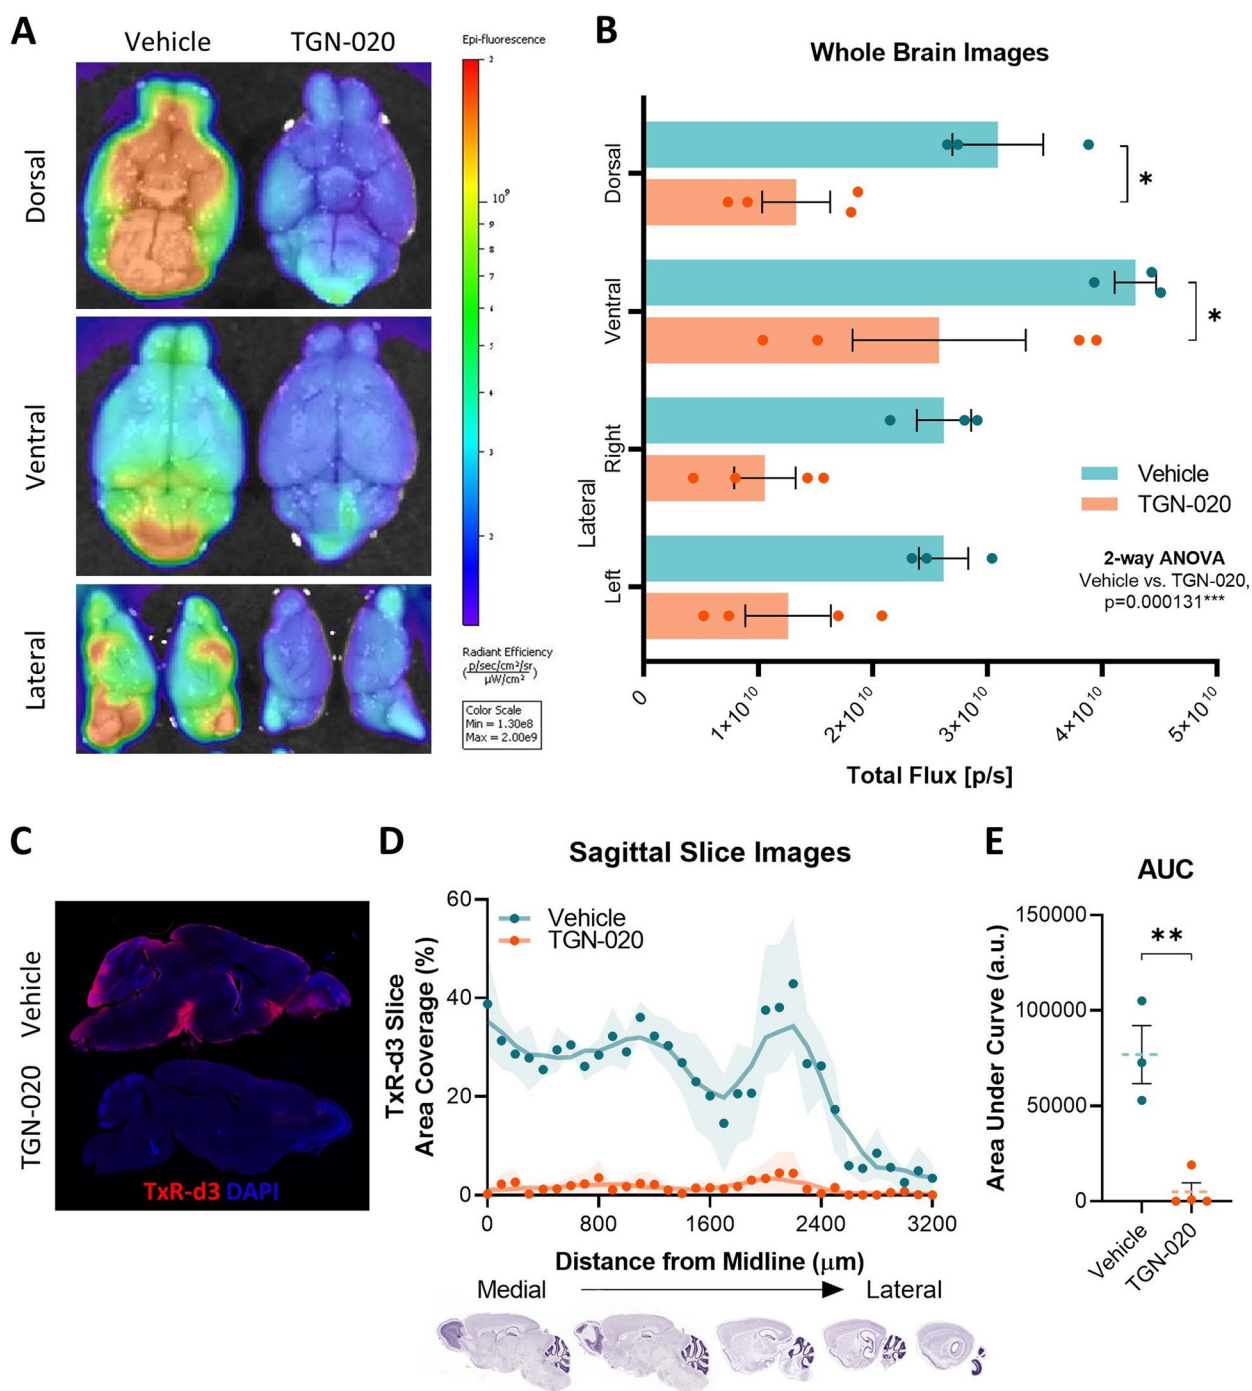 A
Vehicle
TGN-020
Dorsal
Ventral
Lateral
Epi-fluorescence
2
10⁹
9
8
7
6
5
4
3
2
Radiant Efficiency
(p/sec/cm²/sr
µW/cm²)
Color Scale
Min = 1.30e8
Max = 2.00e9
B
Whole Brain Images
Dorsal
Ventral
Right
Left
Lateral
*
*
Vehicle
TGN-020
2-way ANOVA
Vehicle vs. TGN-020,
p=0.000131***
0
1×10¹⁰
2×10¹⁰
3×10¹⁰
4×10¹⁰
5×10¹⁰
Total Flux [p/s]
C
Vehicle
TGN-020
TxR-d3 DAPI
D
Sagittal Slice Images
TxR-d3 Slice
Area Coverage (%)
60
40
20
0
Vehicle
TGN-020
0
800
1600
2400
3200
Distance from Midline (µm)
Medial
Lateral
E
AUC
Area Under Curve (a.u.)
150000
100000
50000
0
**
Vehicle
TGN-020